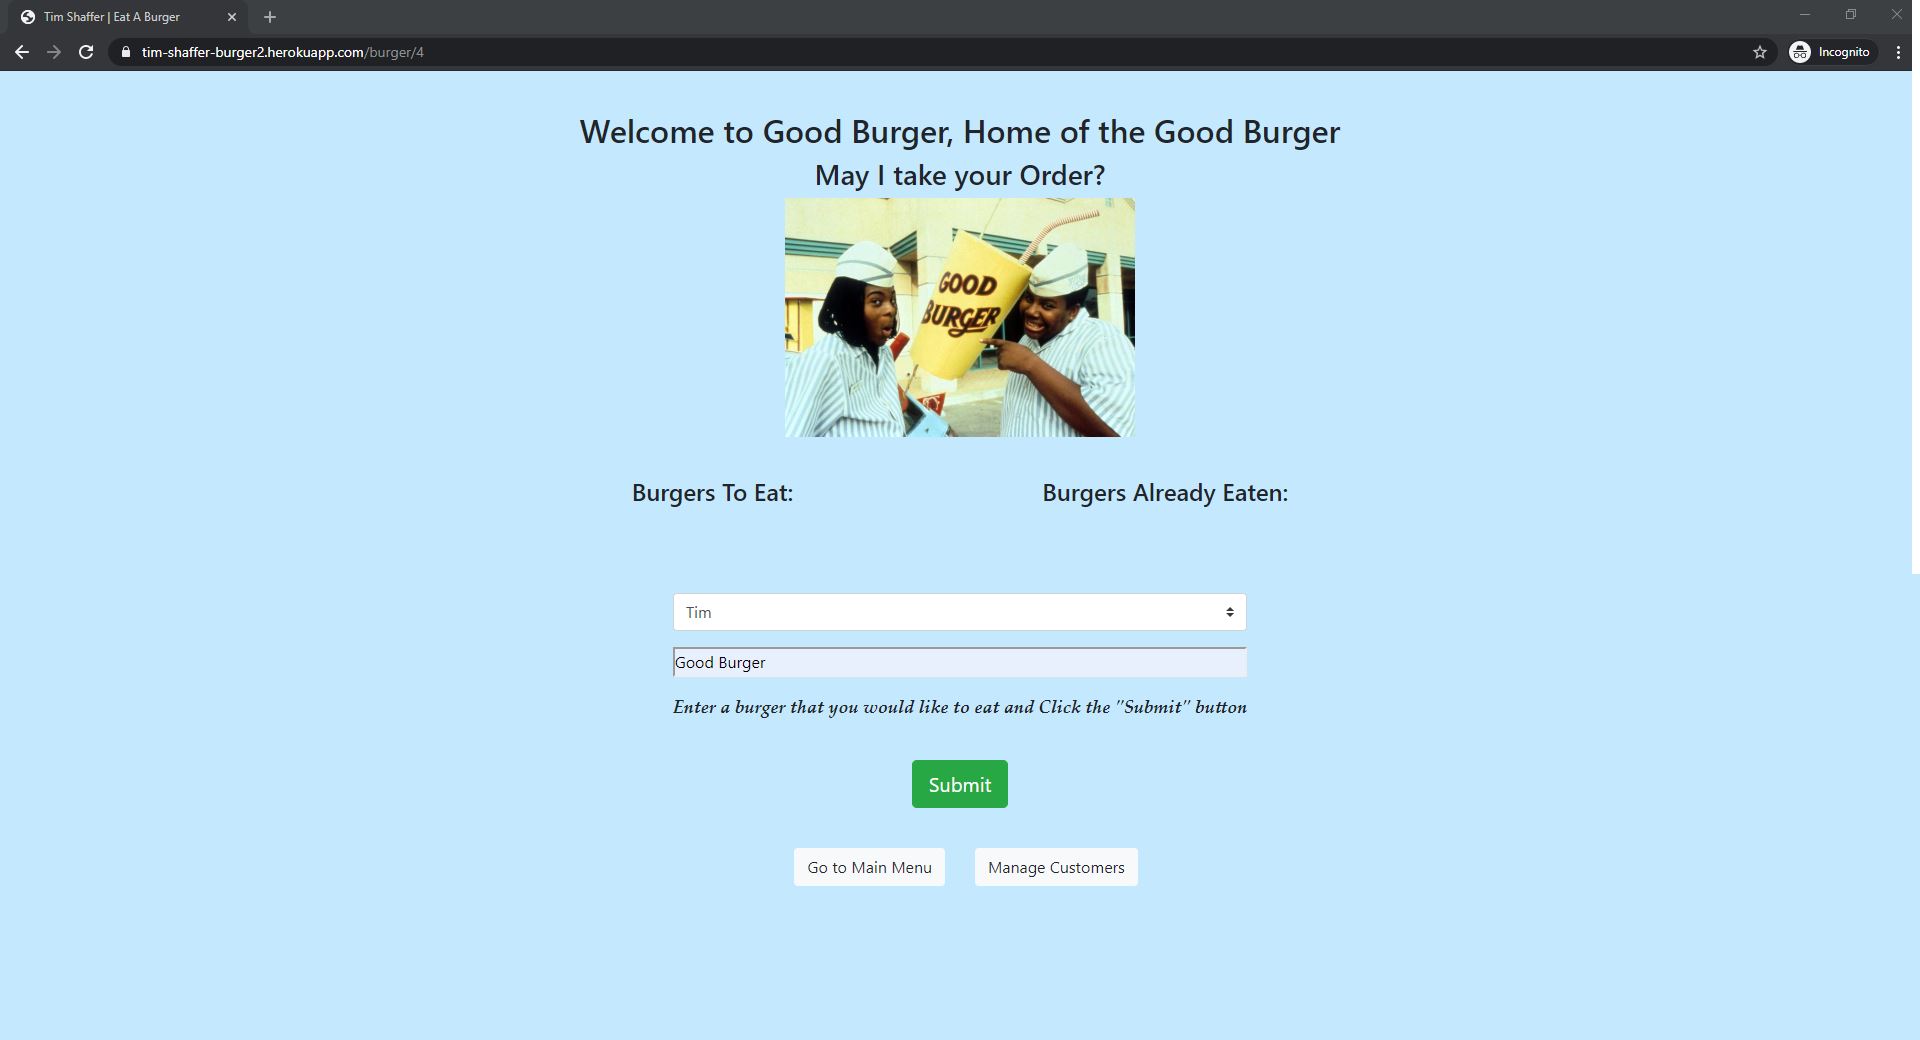 Tim Shaffer | Eat A Burger
tim-shaffer-burger2.herokuapp.com/burger/4
Incognito
Welcome to Good Burger, Home of the Good Burger
May I take your Order?
GOOD
BURGER
Burgers To Eat:
Burgers Already Eaten:
Tim
Good Burger
Enter a burger that you would like to eat and Click the "Submit" button
Submit
Go to Main Menu
Manage Customers